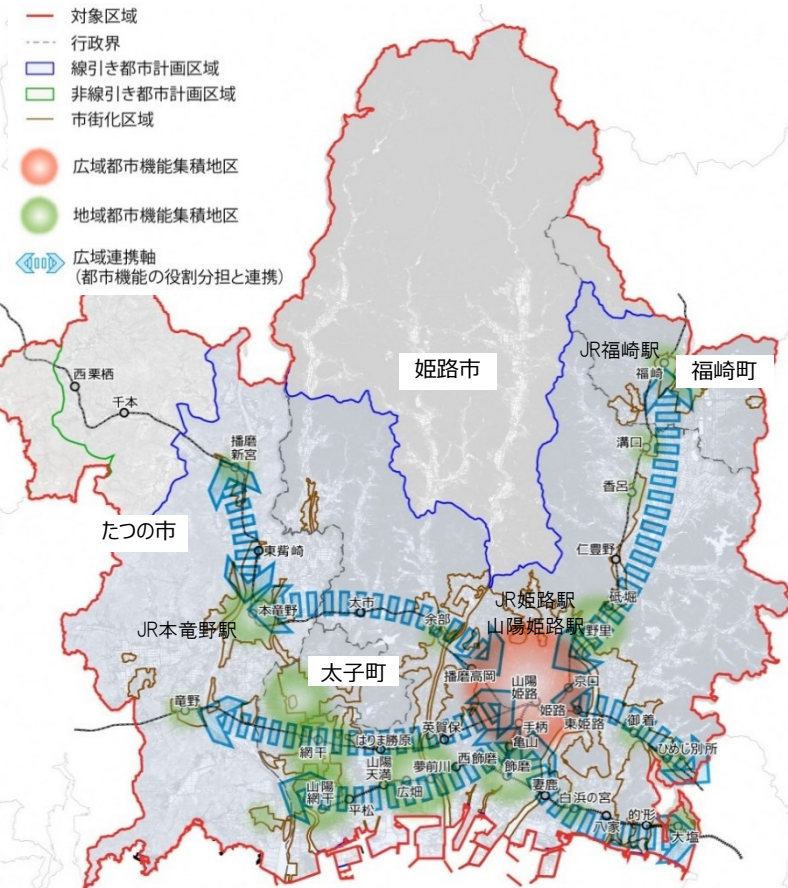 対象区域
行政界
線引き都市計画区域
非線引き都市計画区域
市街化区域
広域都市機能集積地区
地域都市機能集積地区
広域連携軸
(都市機能の役割分担と連携)
姫路市
JR福崎駅
福崎
福崎町
西栗栖
千本
播磨
新宮
溝口
香呂
たつの市
東觜崎
仁豊野
砥堀
JR本竜野駅
本竜野
太市
余部
JR姫路駅
山陽姫路駅
野里
太子町
播磨高岡
山陽
姫路
京口
竜野
姫路
東姫路
御着
ひめじ別所
網干
はりま勝原
英賀保
手柄
亀山
山陽
天満
夢前川
西飾磨
飾磨
山陽
網干
平松
広畑
妻鹿
白浜の宮
八家
的形
大塩